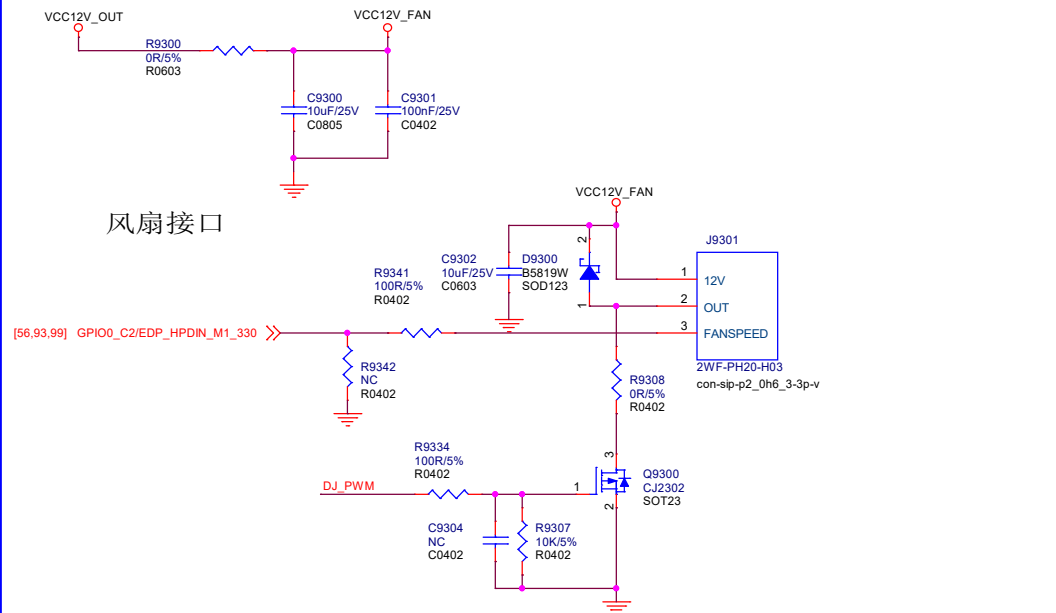 VCC12V_OUT
VCC12V_FAN
R9300
0R/5%
R0603
C9300
10uF/25V
C0805
C9301
100nF/25V
C0402
风扇接口
VCC12V_FAN
J9301
C9302
10uF/25V
C0603
D9300
B5819W
SOD123
2
1
R9341
100R/5%
R0402
1
12V
2
OUT
3
FANSPEED
2WF-PH20-H03
con-sip-p2_0h6_3-3p-v
[56,93,99] GPIO0_C2/EDP_HPDIN_M1_330
R9342
NC
R0402
R9308
0R/5%
R0402
R9334
100R/5%
R0402
DJ_PWM
1
3
2
Q9300
CJ2302
SOT23
C9304
NC
C0402
R9307
10K/5%
R0402